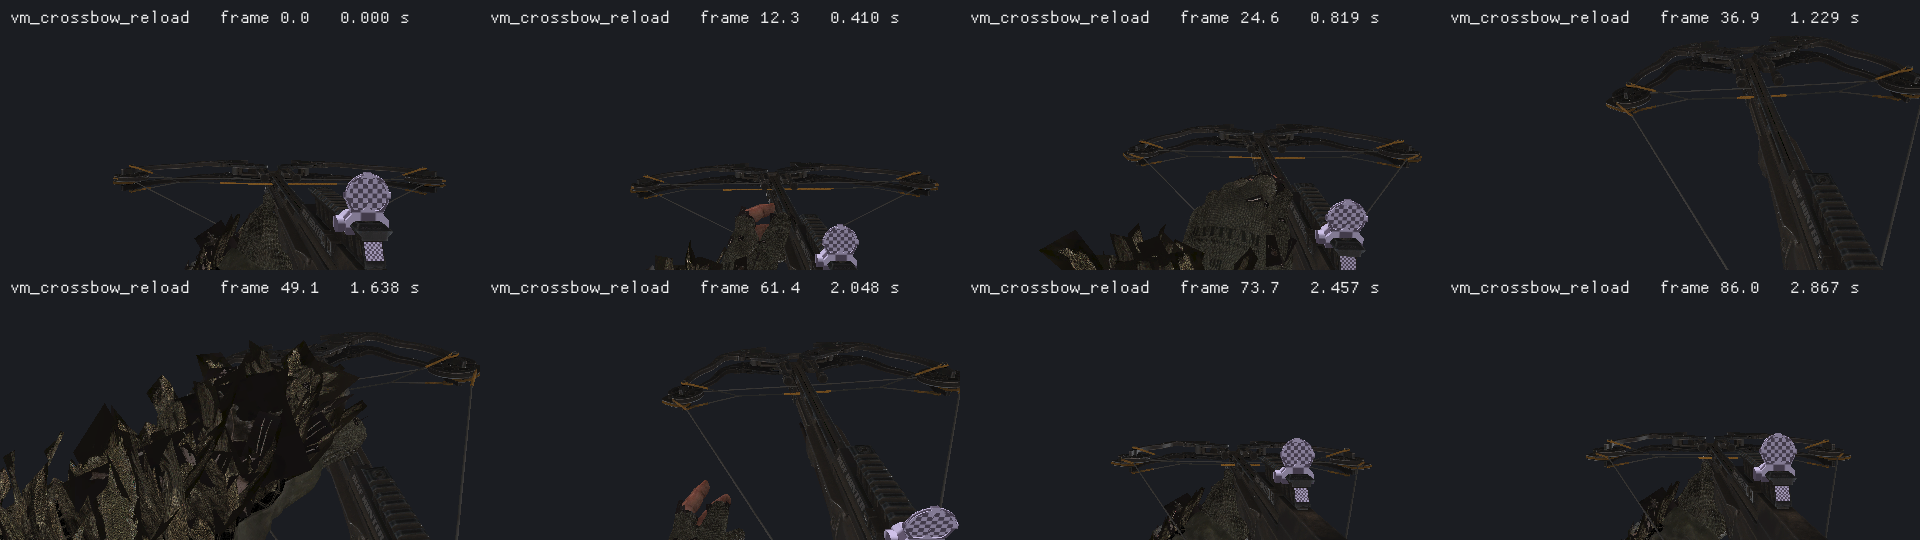 vm_crossbow_reload frame 0.0 0.000 s
vm_crossbow_reload frame 12.3 0.410 s
vm_crossbow_reload frame 24.6 0.819 s
vm_crossbow_reload frame 36.9 1.229 s
vm_crossbow_reload frame 49.1 1.638 s
vm_crossbow_reload frame 61.4 2.048 s
vm_crossbow_reload frame 73.7 2.457 s
vm_crossbow_reload frame 86.0 2.867 s